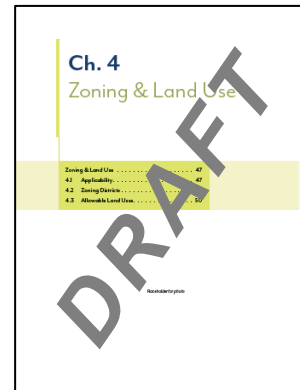 Ch. 4
Zoning & Land Use
Zoning & Land Use . . . . . . . . . . . . . . . . . . . . 47
4.1 Applicability. . . . . . . . . . . . . . . . . . . . 47
4.2 Zoning Districts . . . . . . . . . . . . . . . . . .
4.3 Allowable Land Uses. . . . . . . . . . . . . . . 50
Placeholder for photo
DRAFT